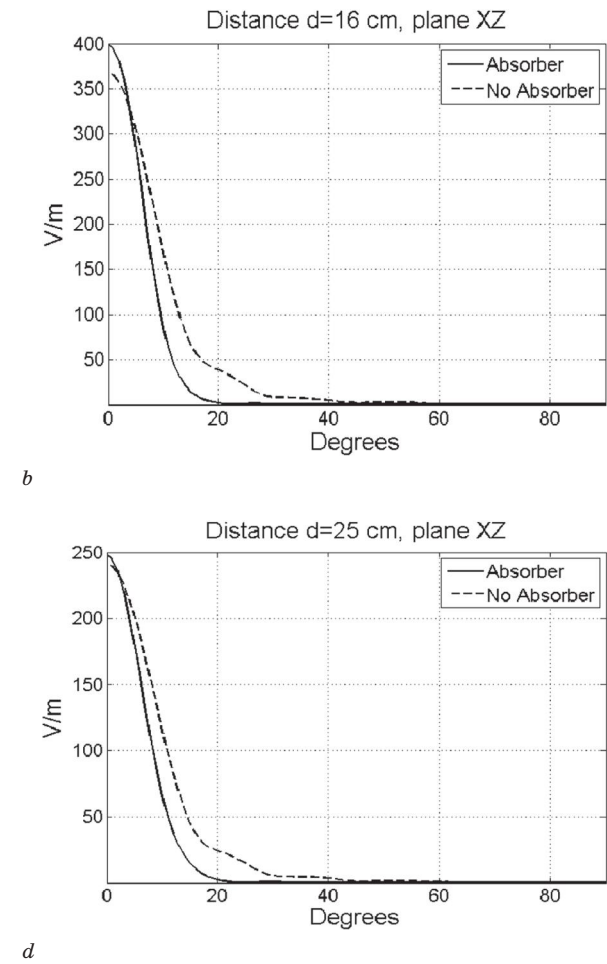 Distance d=16 cm, plane XZ
400
350
300
250
200
150
100
50
V/m
Absorber
No Absorber
0 20 40 60 80
Degrees
b
Distance d=25 cm, plane XZ
250
200
150
100
50
V/m
Absorber
No Absorber
0 20 40 60 80
Degrees
d